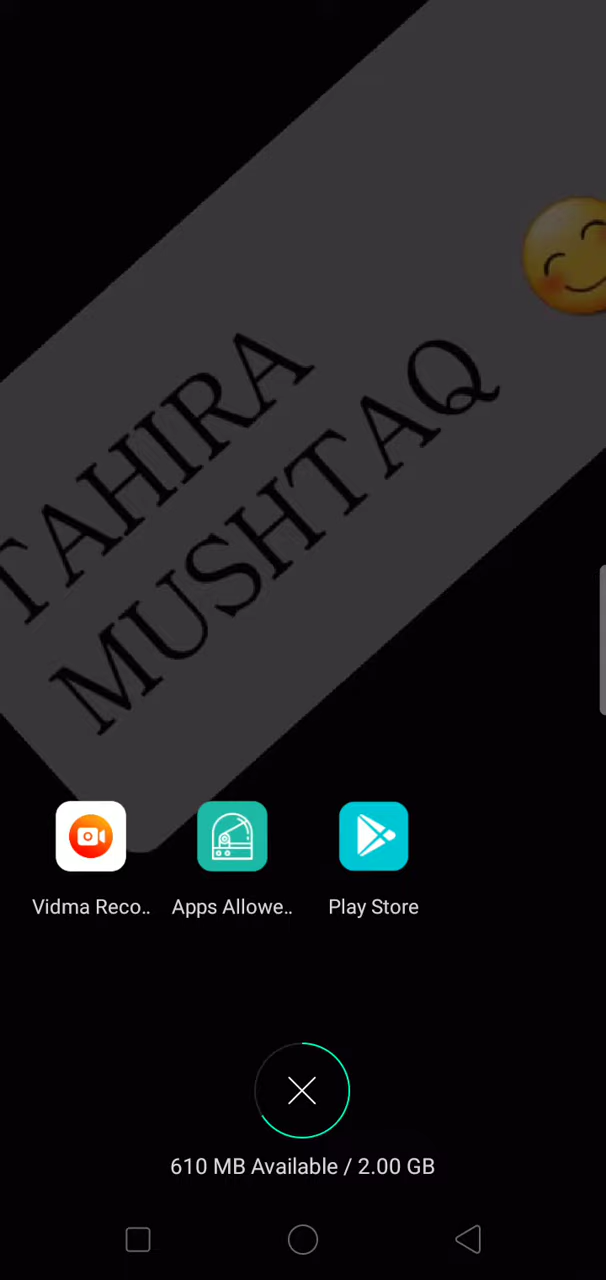 TAHIRA
MUSHTAQ
Vidma Reco..
Apps Allowe..
Play Store
610 MB Available / 2.00 GB